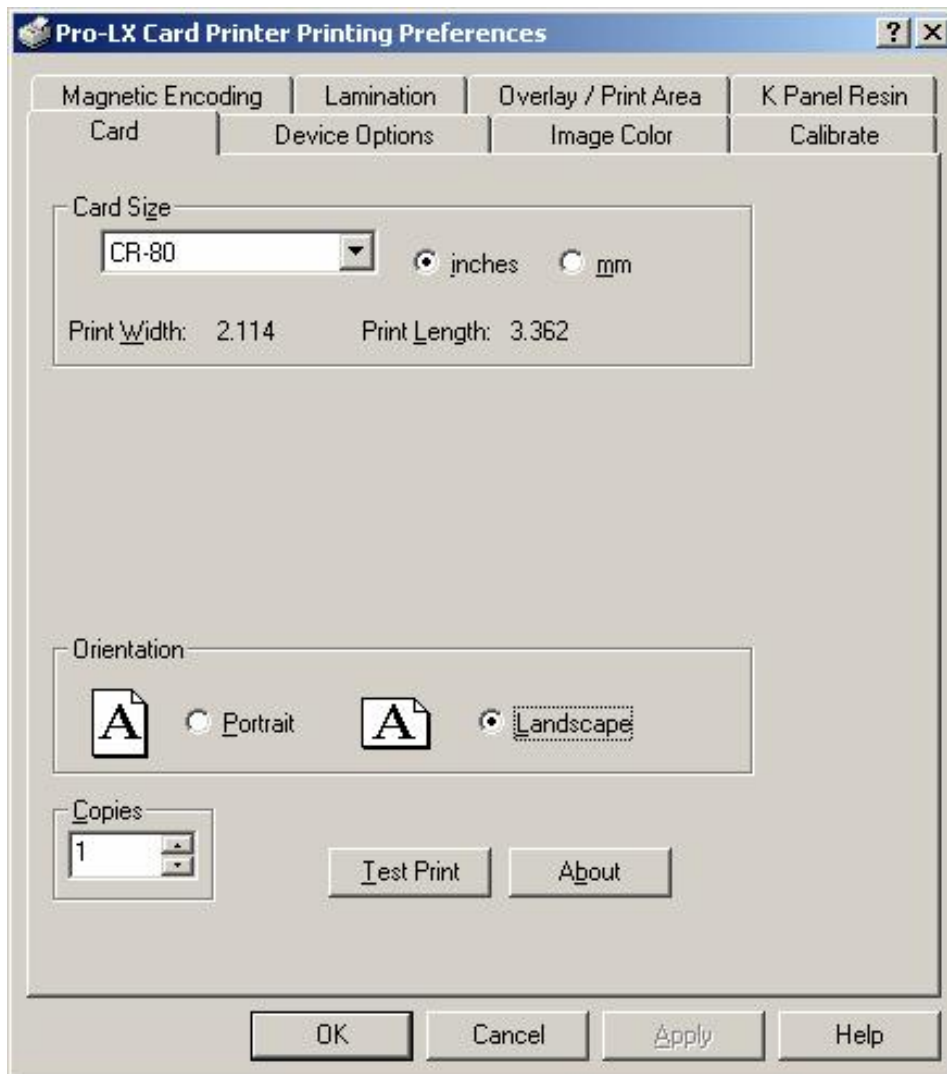 Pro-LX Card Printer Printing Preferences
Magnetic Encoding Lamination Overlay / Print Area K Panel Resin
Card Device Options Image Color Calibrate
Card Size
CR-80 inches mm
Print Width: 2.114 Print Length: 3.362
Orientation
A Portrait A Landscape
Copies
1
Test Print About
OK Cancel Apply Help